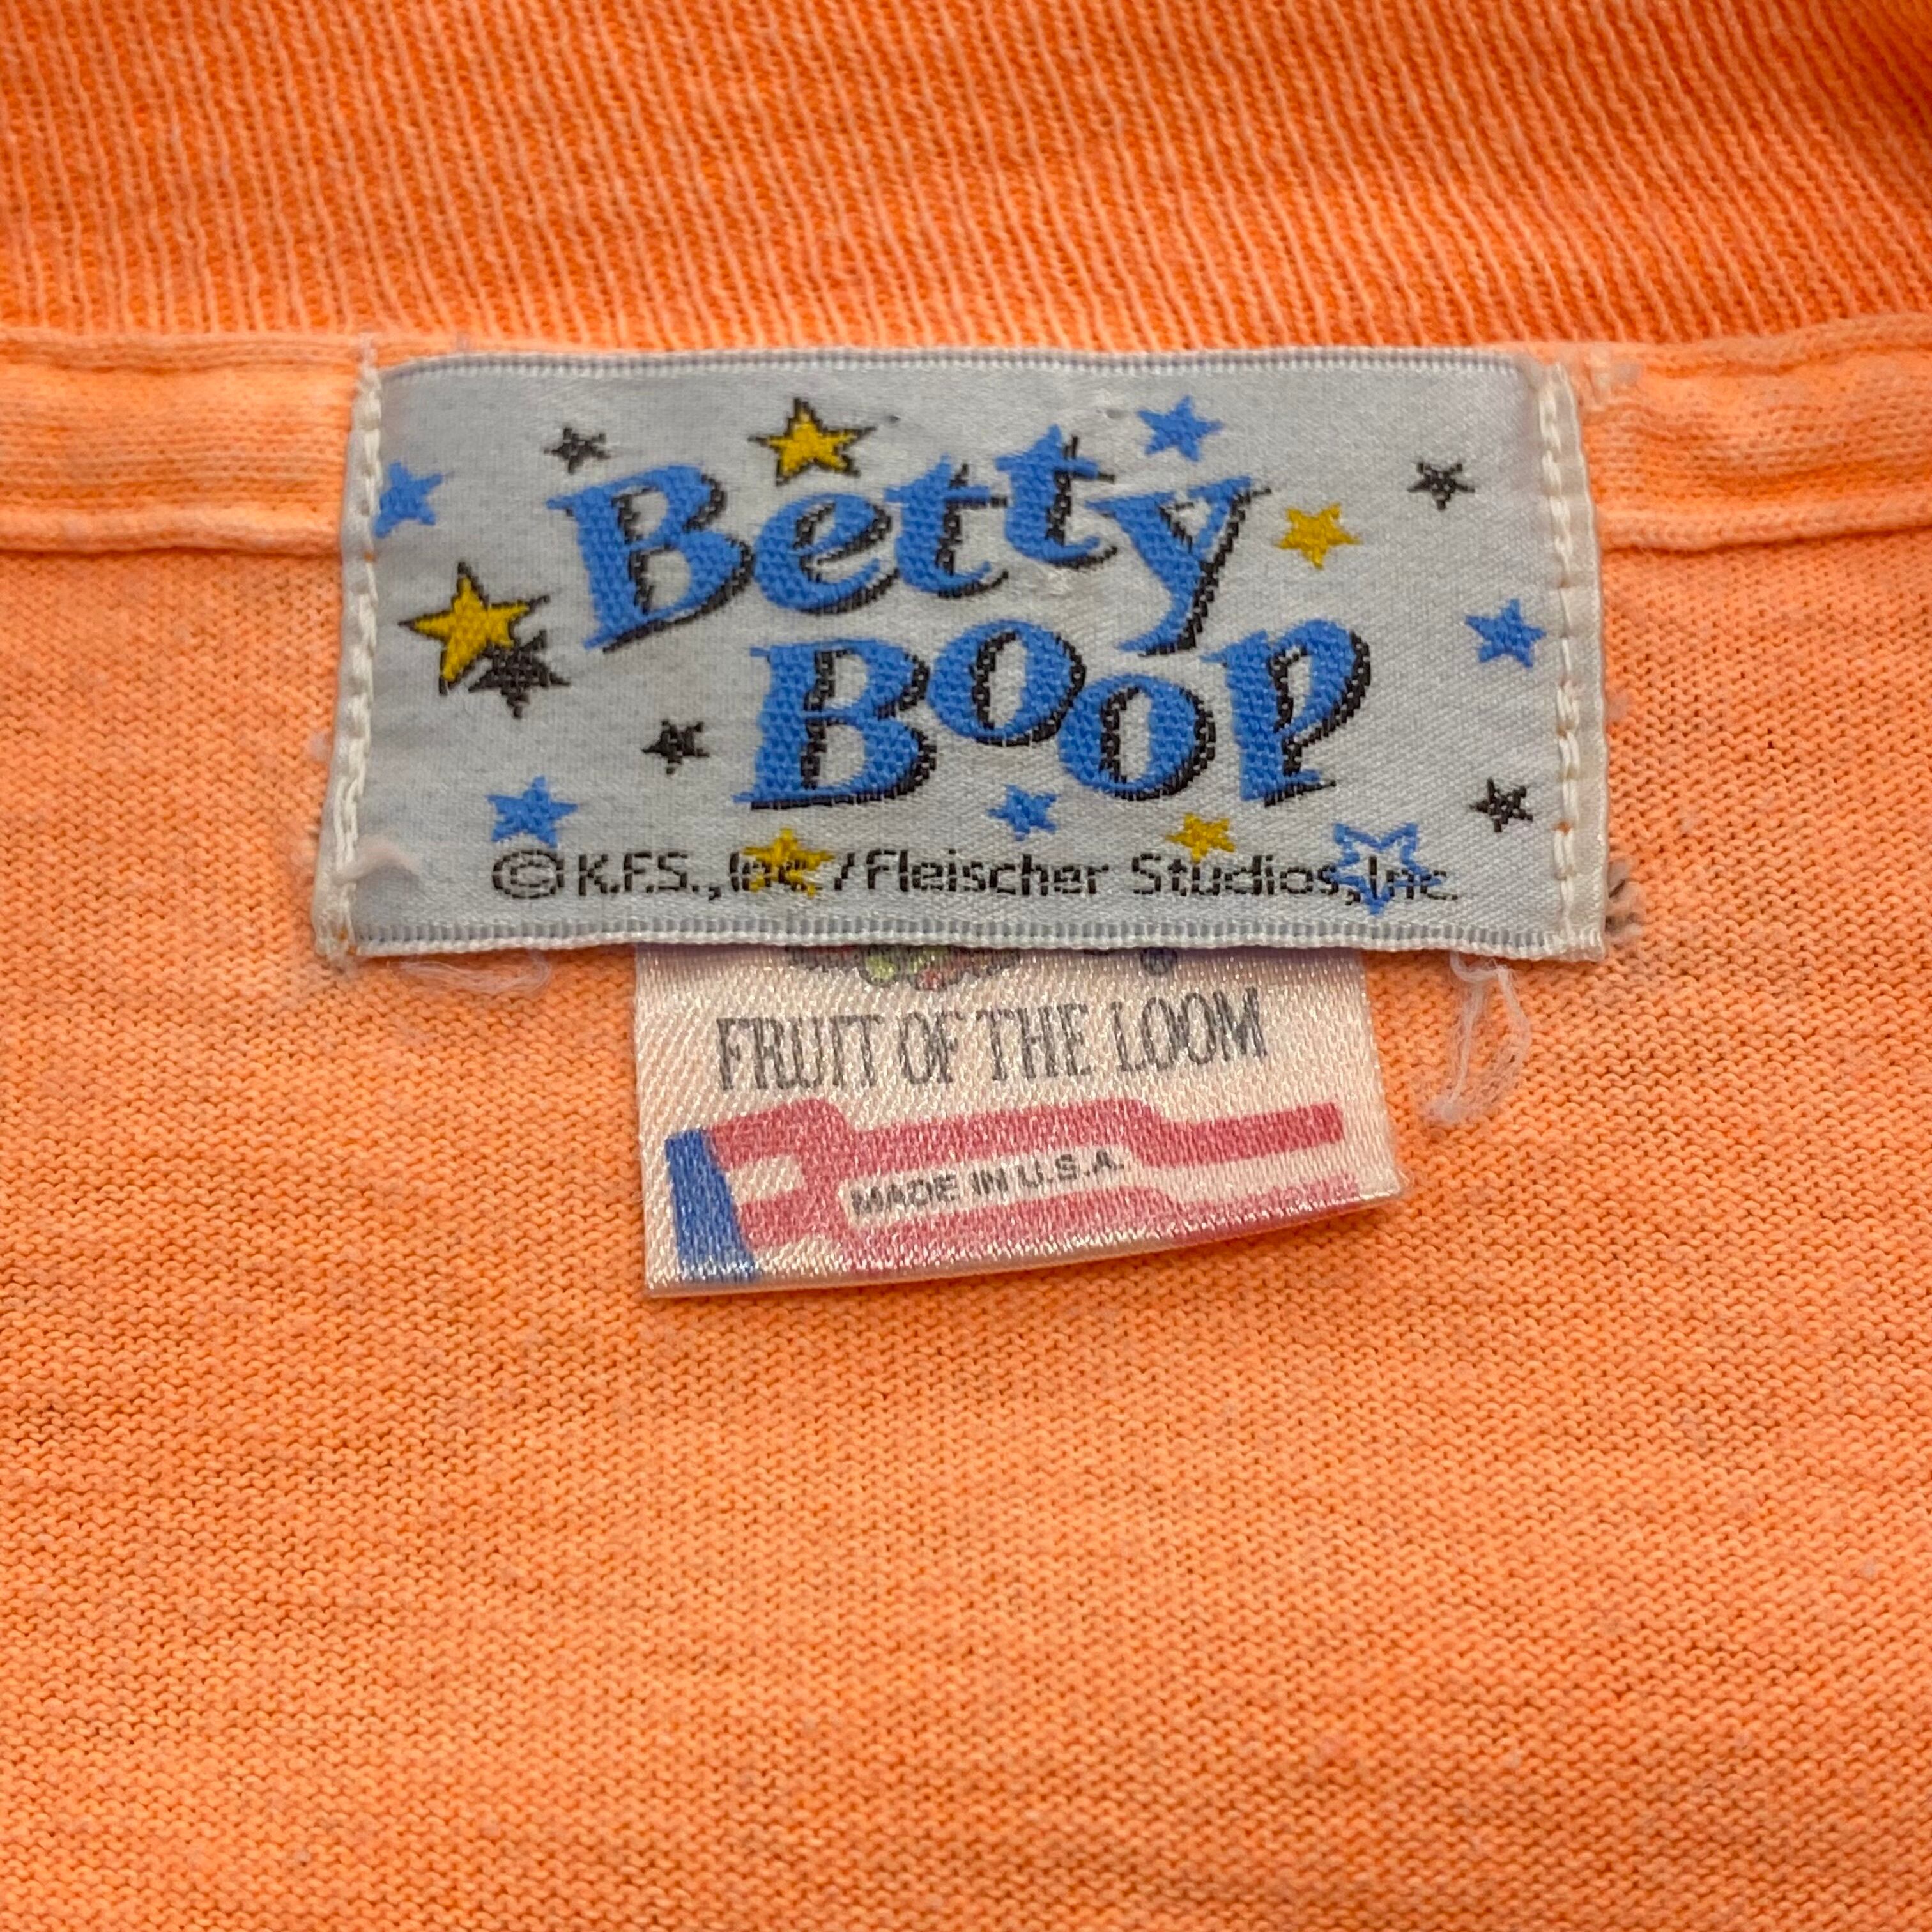 Betty
Boop
© K.F.S., Inc. / Fleischer Studios, Inc.
FRUIT OF THE LOOM
MADE IN U.S.A.